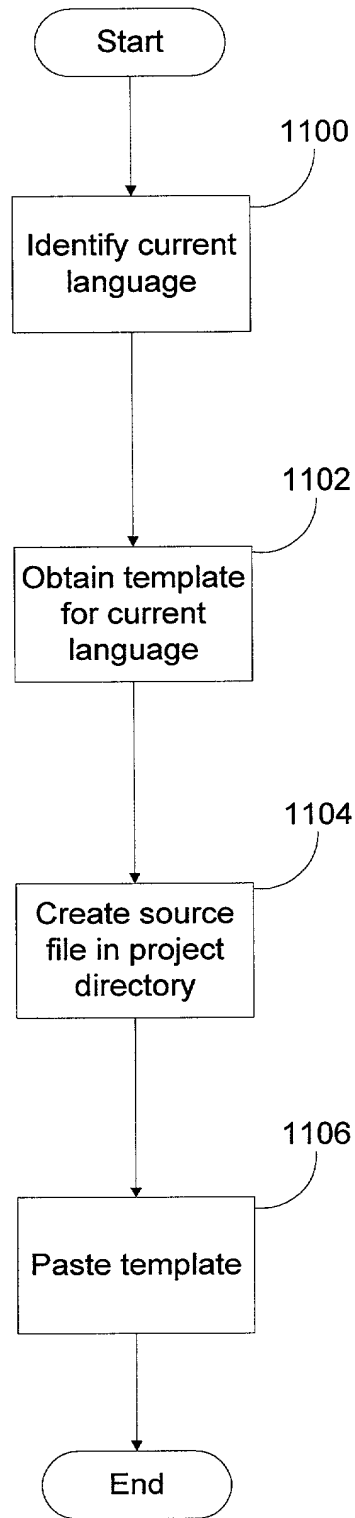 Start
1100
Identify current
language
1102
Obtain template
for current
language
1104
Create source
file in project
directory
1106
Paste template
End